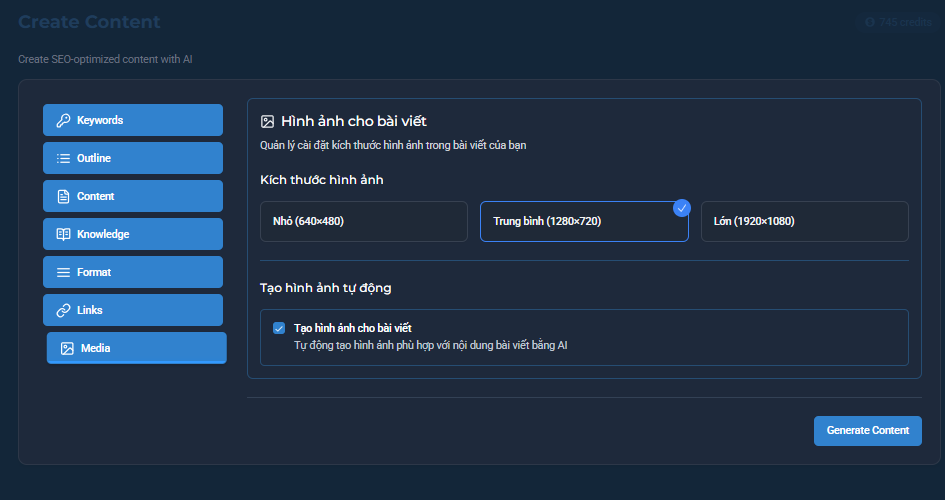 Create Content
745 credits
Create SEO-optimized content with AI
Keywords
Outline
Content
Knowledge
Format
Links
Media
Hình ảnh cho bài viết
Quản lý cài đặt kích thước hình ảnh trong bài viết của bạn
Kích thước hình ảnh
Nhỏ (640×480)
Trung bình (1280×720)
Lớn (1920×1080)
Tạo hình ảnh tự động
Tạo hình ảnh cho bài viết
Tự động tạo hình ảnh phù hợp với nội dung bài viết bằng AI
Generate Content